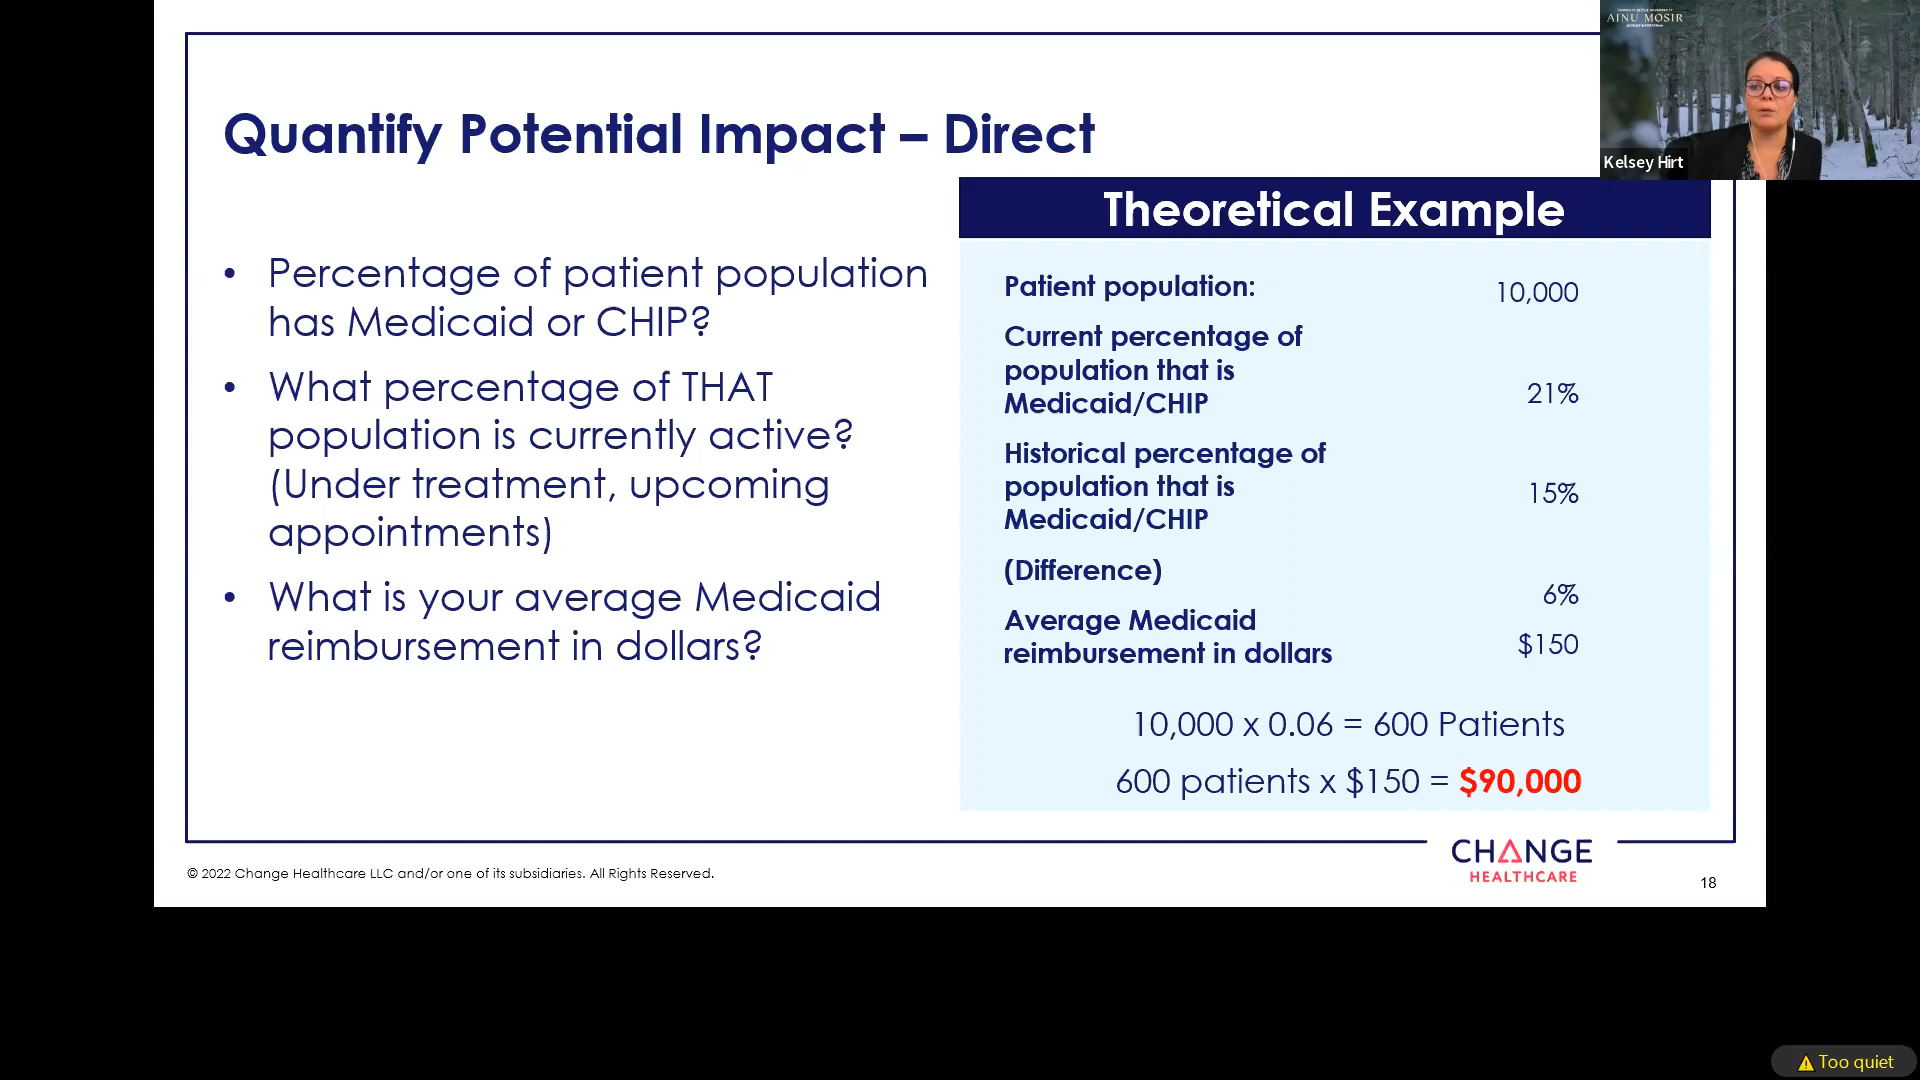 Quantify Potential Impact – Direct
• Percentage of patient population
has Medicaid or CHIP?
• What percentage of THAT
population is currently active?
(Under treatment, upcoming
appointments)
• What is your average Medicaid
reimbursement in dollars?
Theoretical Example
Patient population: 10,000
Current percentage of
population that is
Medicaid/CHIP 21%
Historical percentage of
population that is
Medicaid/CHIP 15%
(Difference) 6%
Average Medicaid
reimbursement in dollars $150
10,000 x 0.06 = 600 Patients
600 patients x $150 = $90,000
© 2022 Change Healthcare LLC and/or one of its subsidiaries. All Rights Reserved.
CHANGE
HEALTHCARE
18
AINU MOSIR
Kelsey Hirt
Too quiet